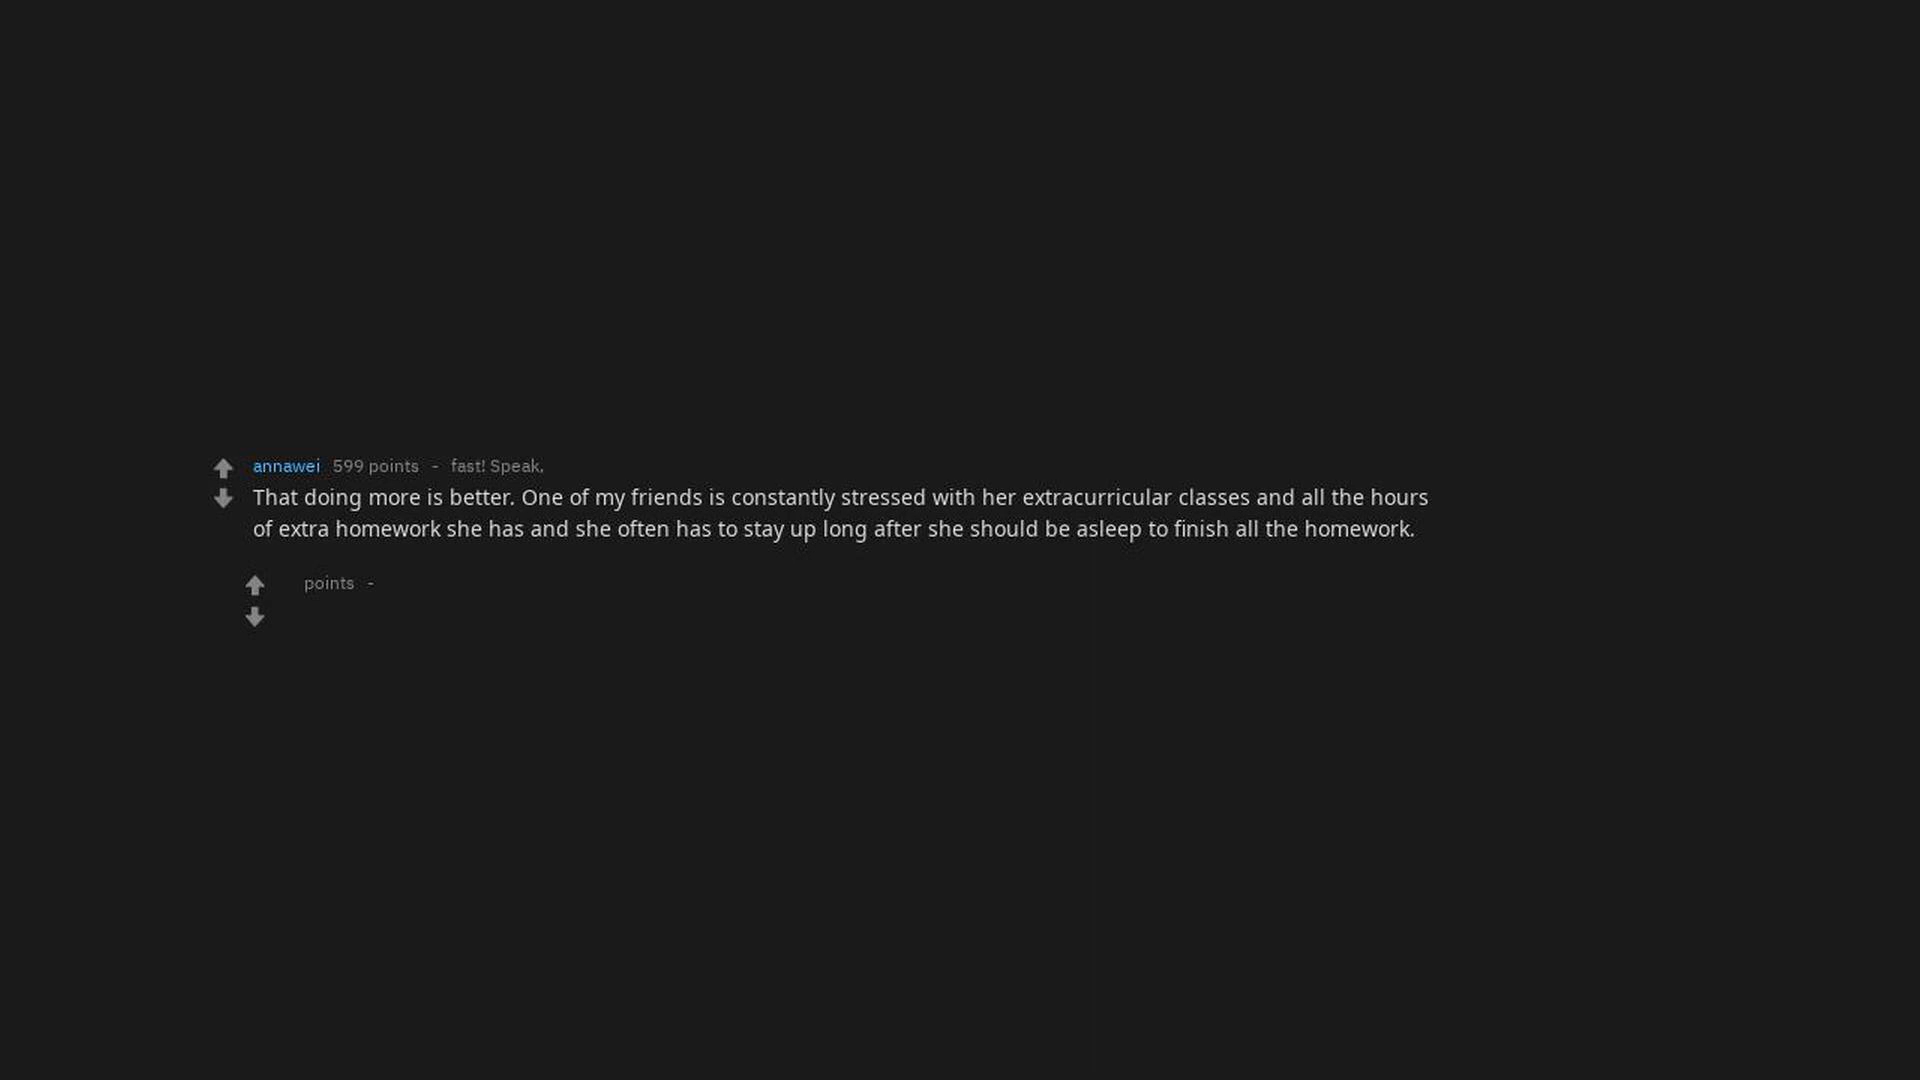 annawei 599 points - fast! Speak.
That doing more is better. One of my friends is constantly stressed with her extracurricular classes and all the hours
of extra homework she has and she often has to stay up long after she should be asleep to finish all the homework.
points -